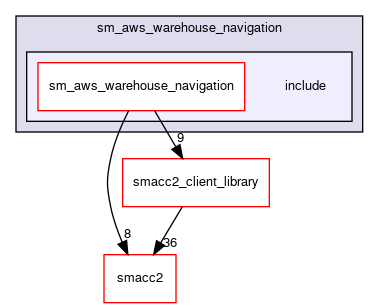 sm_aws_warehouse_navigation
sm_aws_warehouse_navigation
include
9
smacc2_client_library
8
36
smacc2